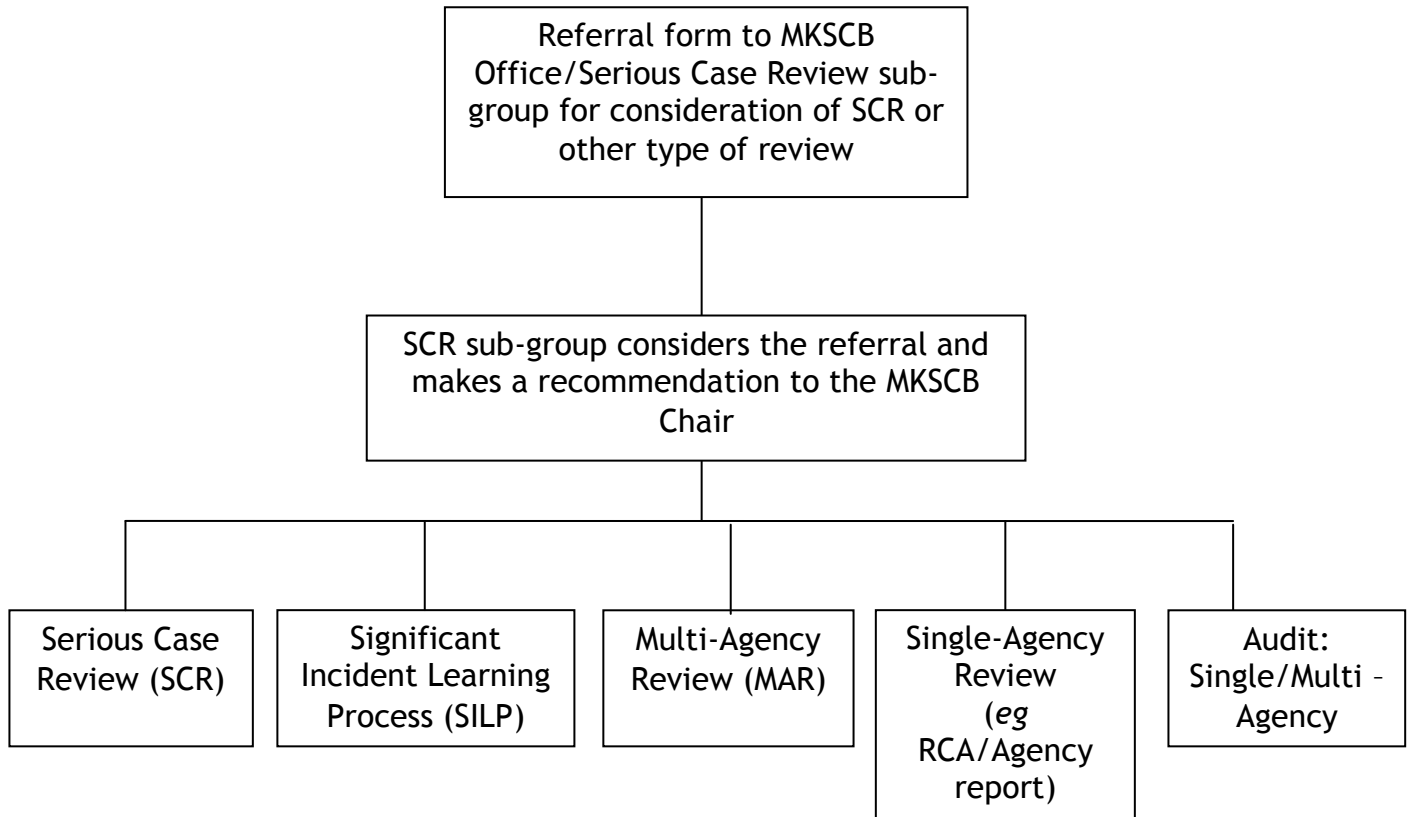 Referral form to MKSCB
Office/Serious Case Review sub-
group for consideration of SCR or
other type of review
SCR sub-group considers the referral and
makes a recommendation to the MKSCB
Chair
Serious Case
Review (SCR)
Significant
Incident Learning
Process (SILP)
Multi-Agency
Review (MAR)
Single-Agency
Review
(eg
RCA/Agency
report)
Audit:
Single/Multi –
Agency